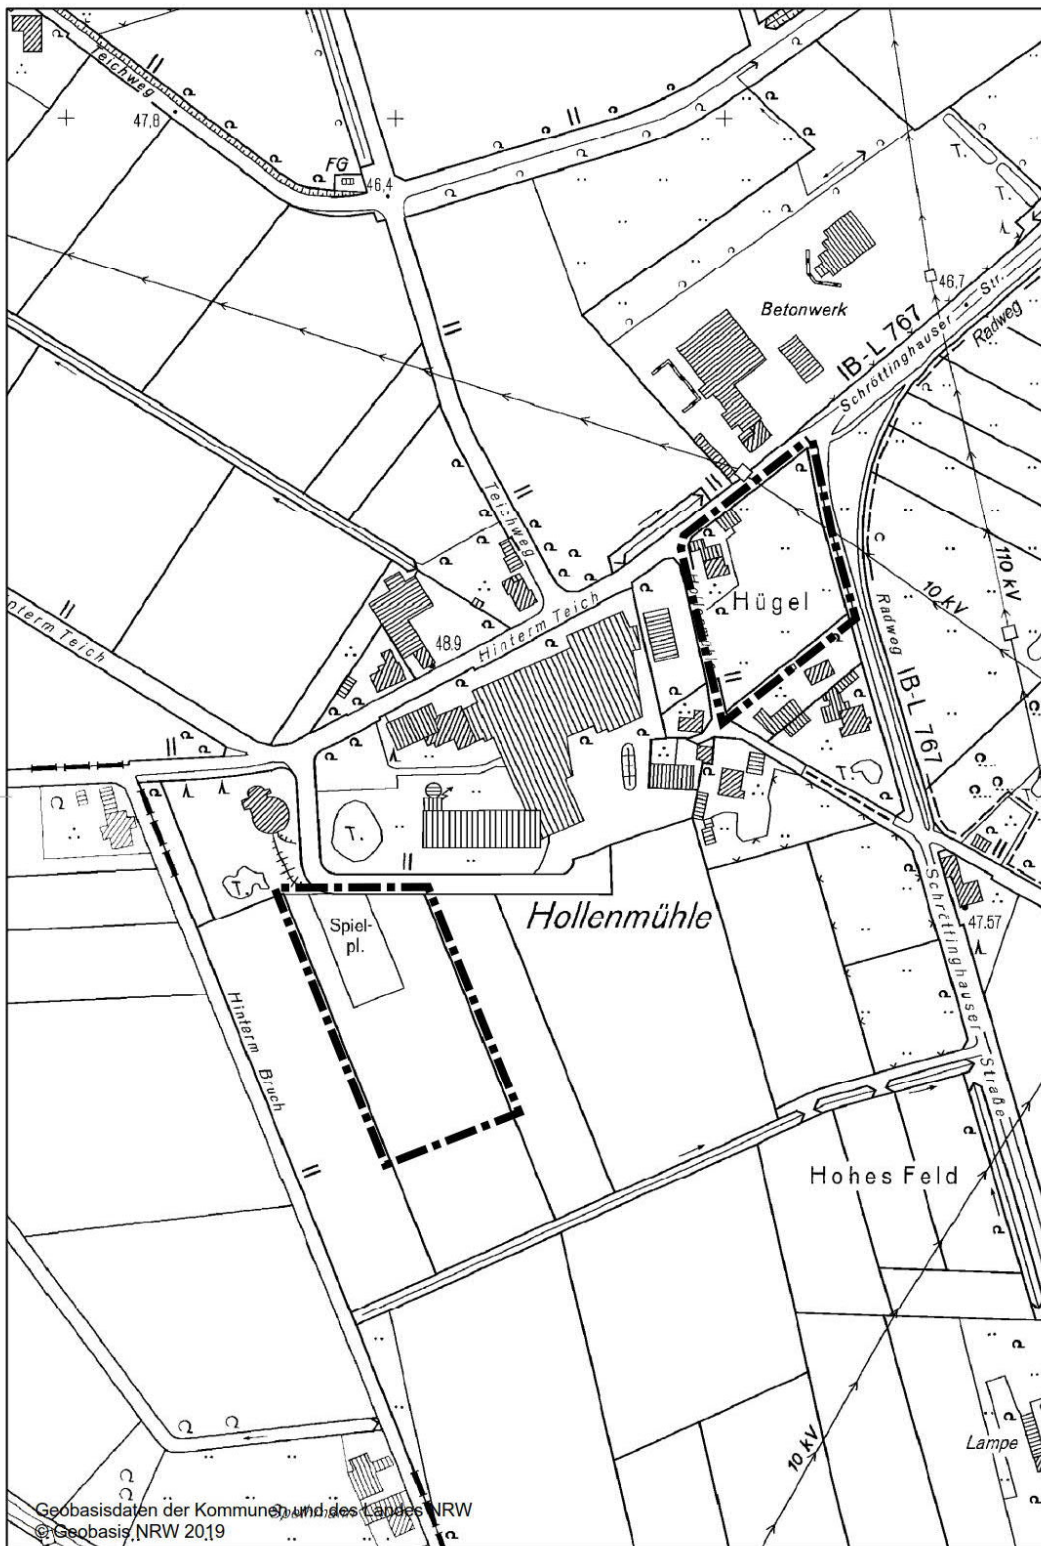 Teichweg
47,8
FG
46,4
T.
T.
Betonwerk
46,7
IB-L 767
Schröttinghauser Str.
Radweg
Teichweg
110 kV
10 kV
Hügel
Hinterm Teich
48.9
nterm Teich
Radweg
IB-L 767
T.
T.
T.
Spiel-
pl.
Hollenmühle
47.57
Schröttinghauser
Straße
Hinterm Bruch
Hohes Feld
10 kV
Lampe
Geobasisdaten der Kommunen und des Landes NRW
© Geobasis NRW 2019